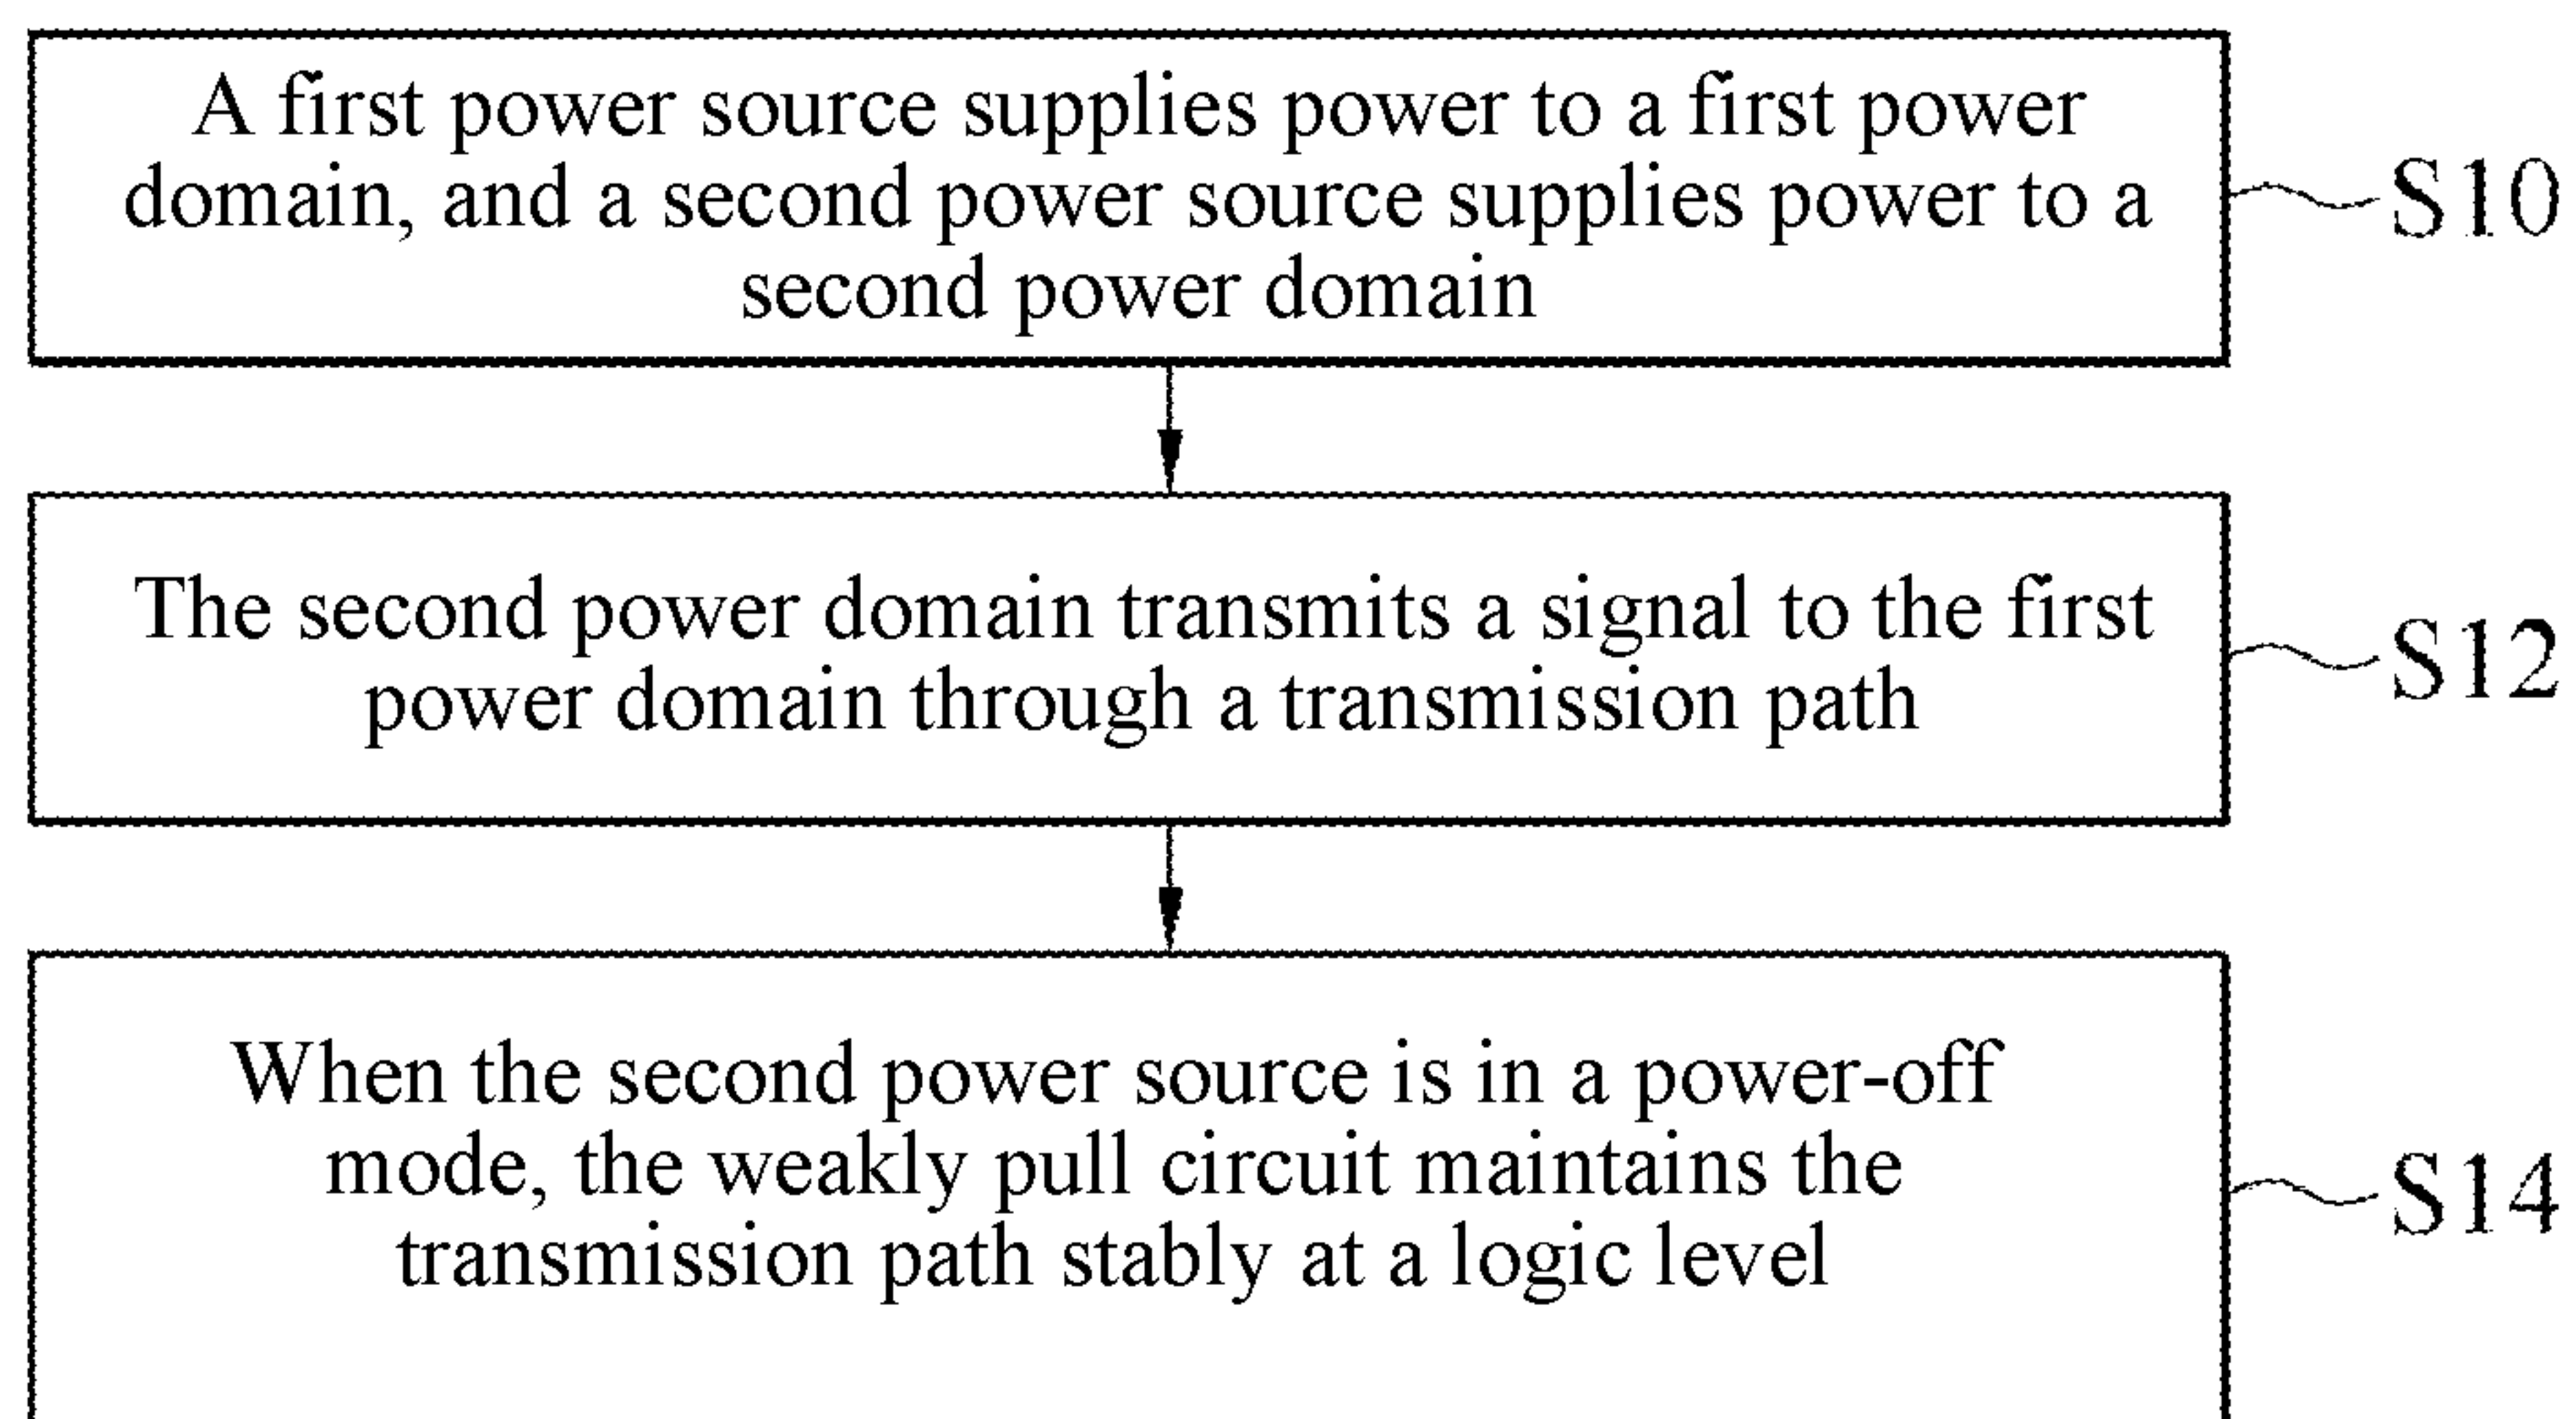 A first power source supplies power to a first power
domain, and a second power source supplies power to a
second power domain
S10
The second power domain transmits a signal to the first
power domain through a transmission path
S12
When the second power source is in a power-off
mode, the weakly pull circuit maintains the
transmission path stably at a logic level
S14